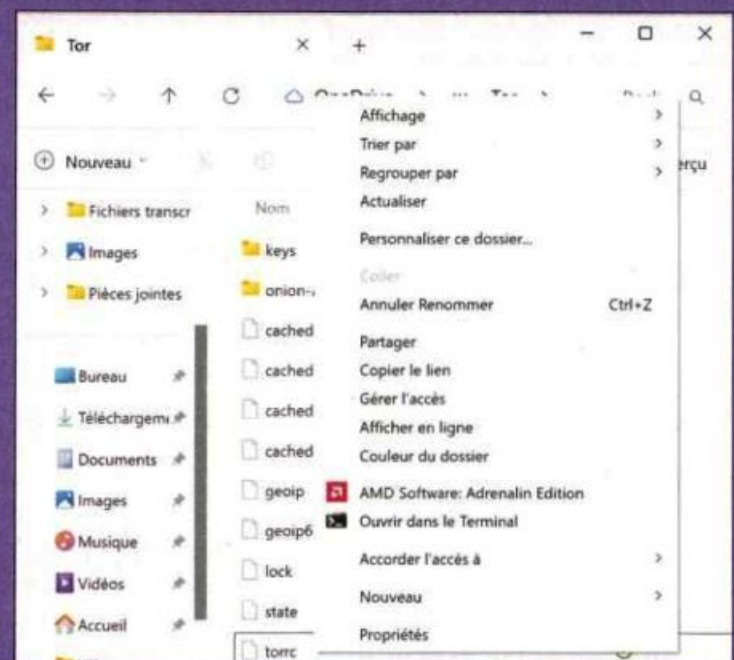 Tor
OneDrive
Nouveau
Fichiers transcr
Images
Pièces jointes
Bureau
Téléchargeme
Documents
Images
Musique
Vidéos
Accueil
Nom
keys
onion-
cached
cached
cached
cached
geoip
geoip6
lock
state
torrc
Affichage
Trier par
Regrouper par
Actualiser
Personnaliser ce dossier...
Coller
Annuler Renommer Ctrl+Z
Partager
Copier le lien
Gérer l'accès
Afficher en ligne
Couleur du dossier
AMD Software: Adrenalin Edition
Ouvrir dans le Terminal
Accorder l'accès à
Nouveau
Propriétés
erçu